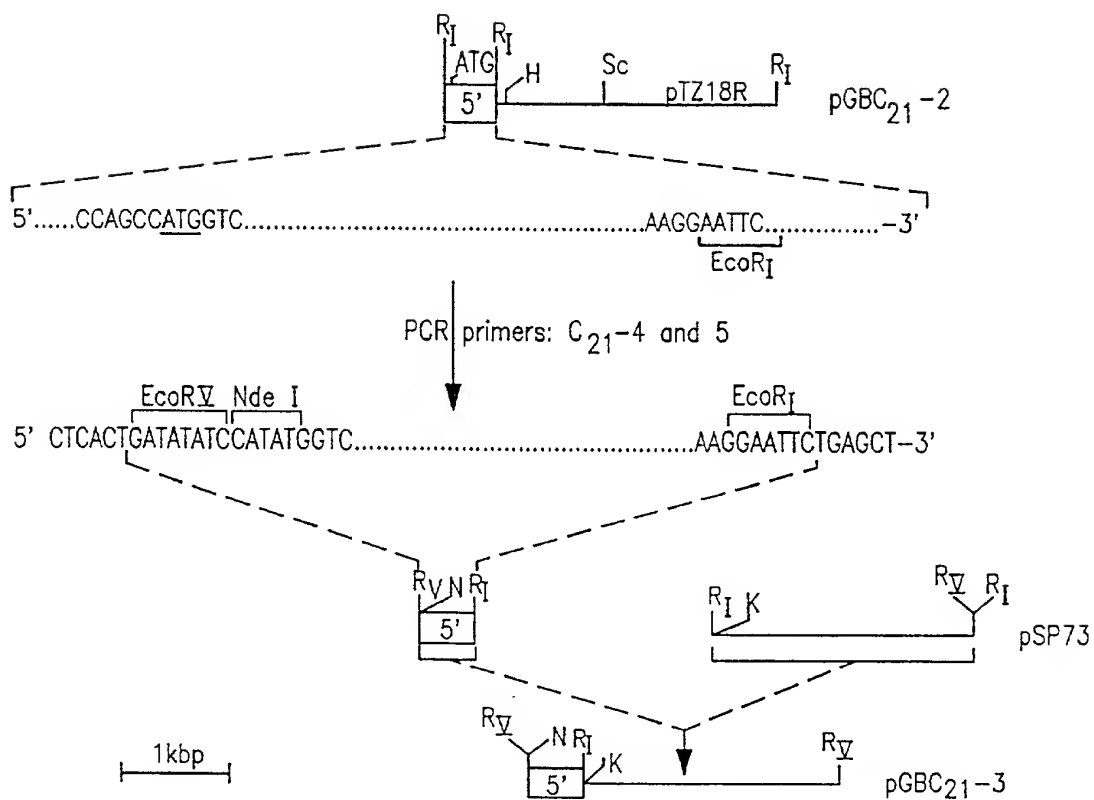 RI RI
ATG H Sc RI
5' pTZ18R pGBC21-2
5'......CCAGCCATGGTC..........................................AAGGAATTC...............-3'
EcoRI
PCR primers: C21-4 and 5
EcoRV Nde I EcoRI
5' CTCACTGATATATCCATATGGTC...................................AAGGAATTCTGAGCT-3'
RV N RI
5'
RI K RV RI
pSP73
1kbp
RV N RI K RV
5' pGBC21-3